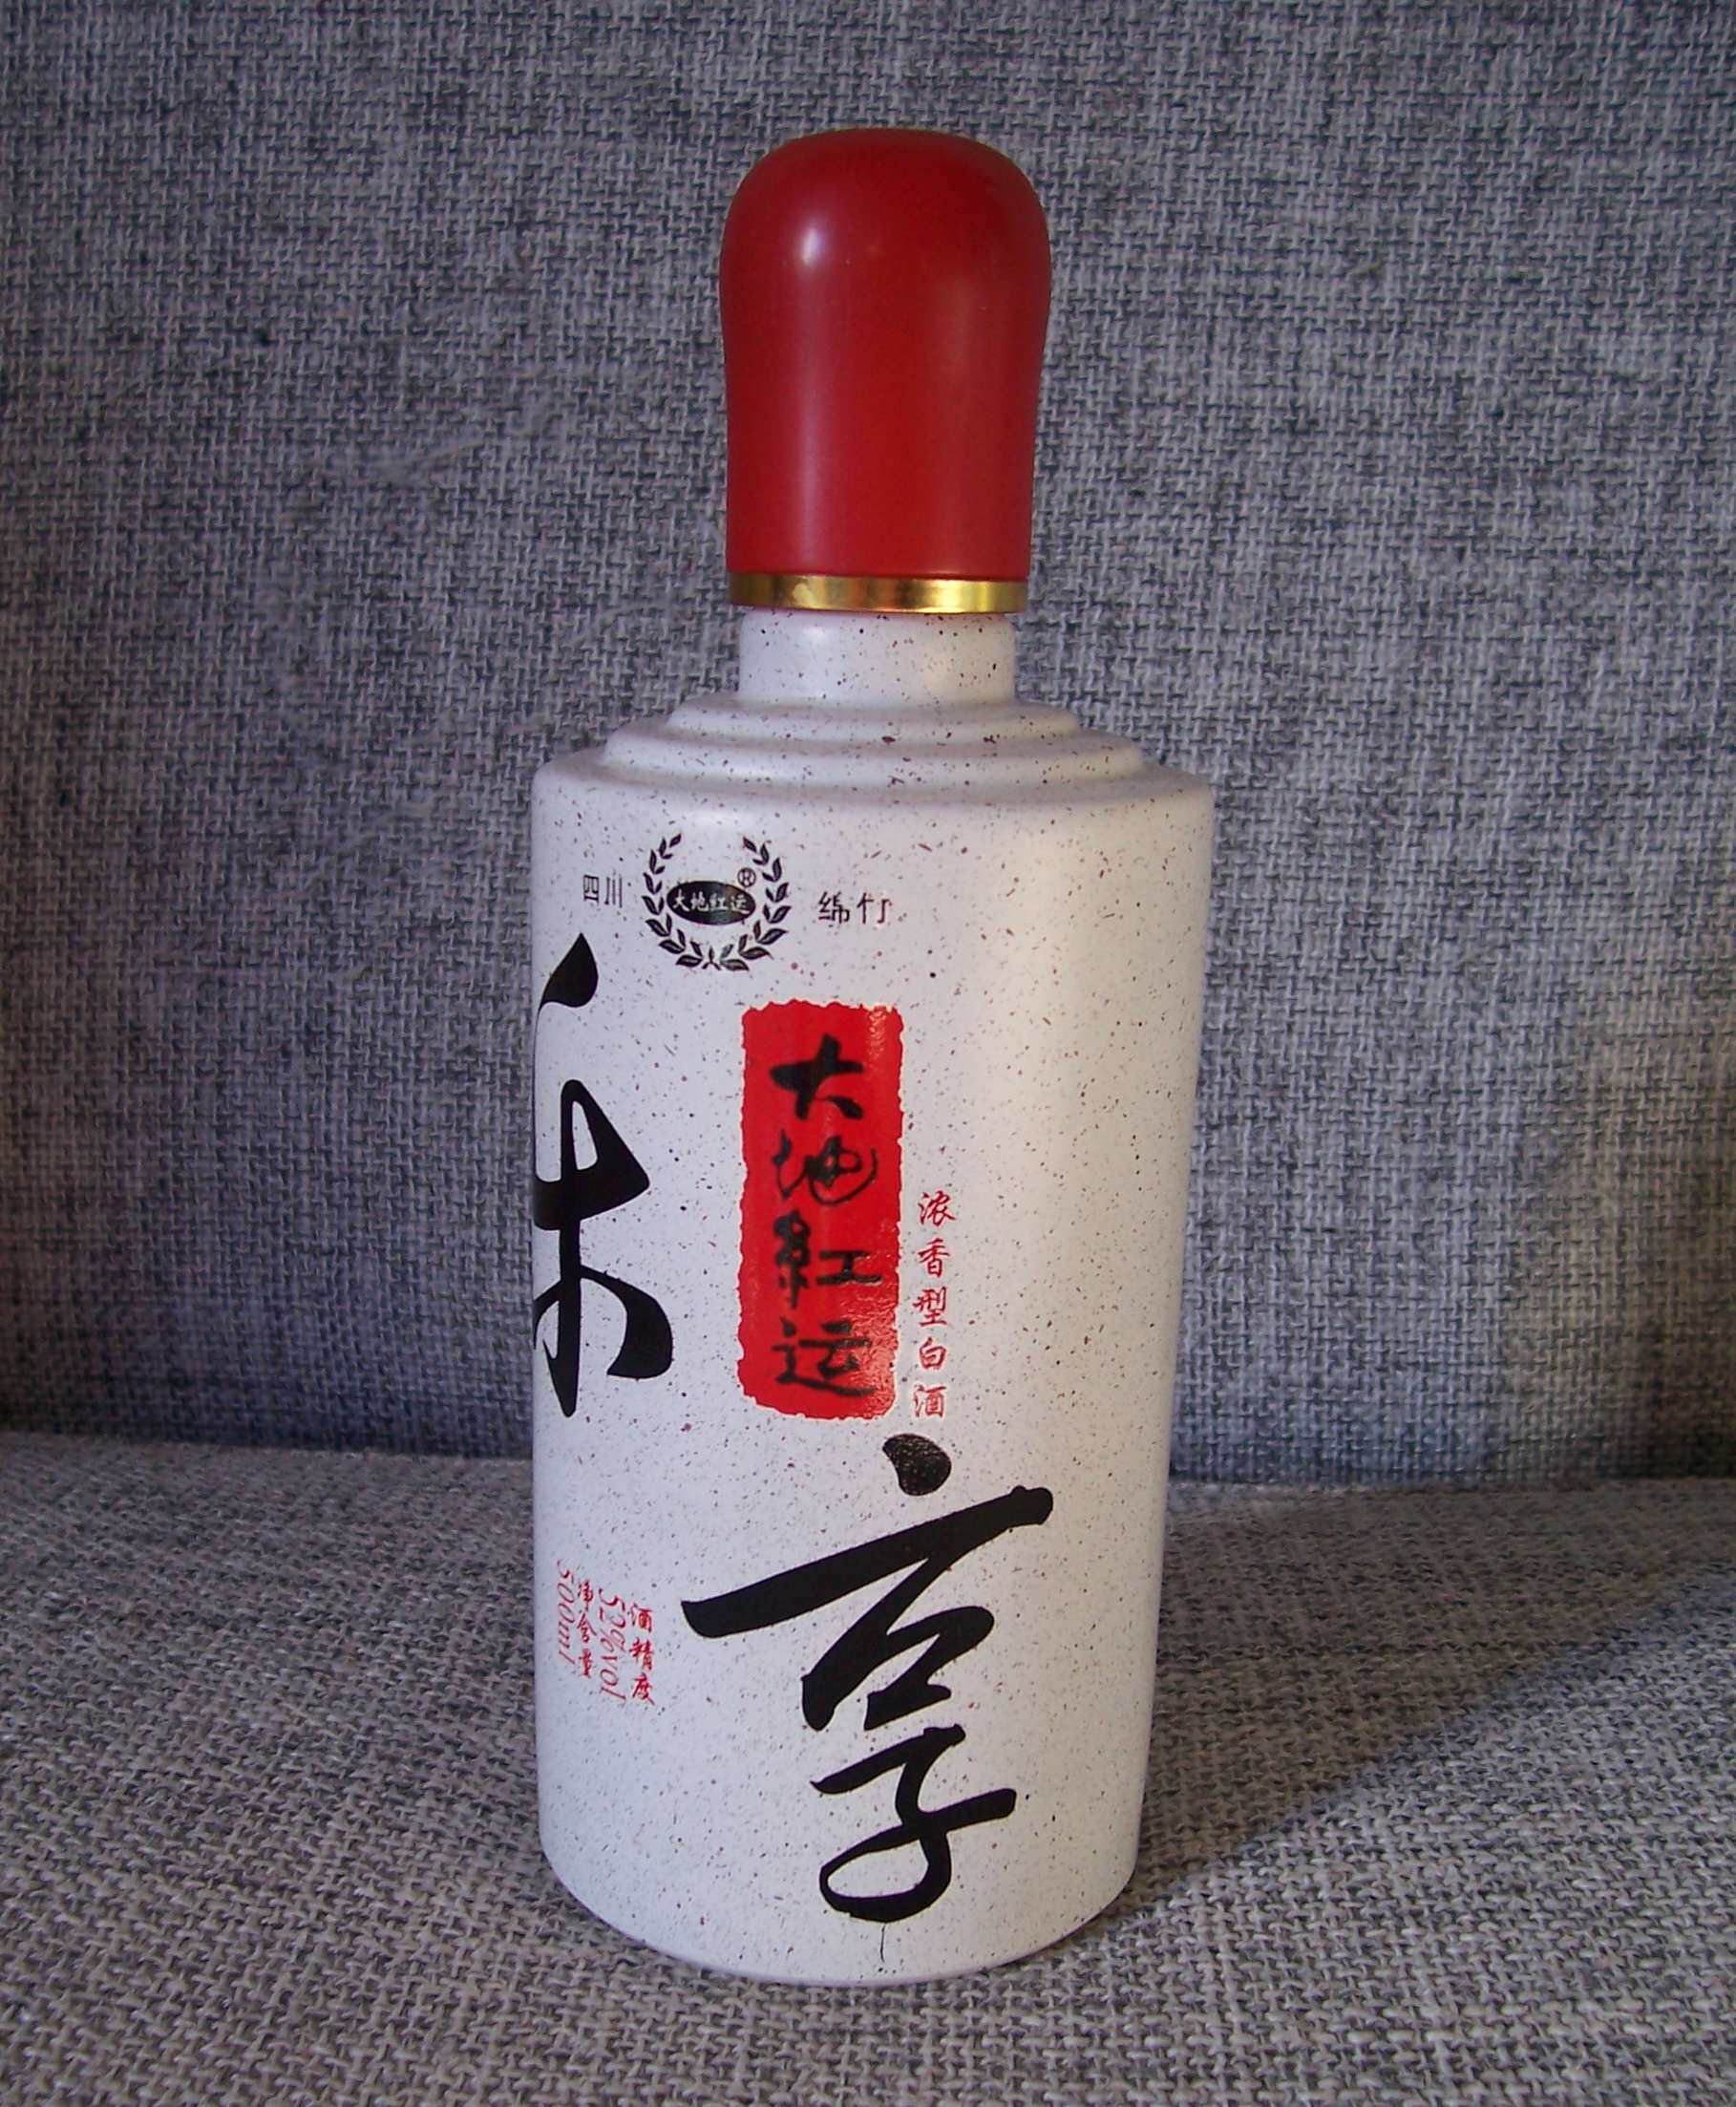 四川
大地红运®
绵竹
乐
大地红运
浓香型白酒
享
酒精度
52%vol
净含量
500ml